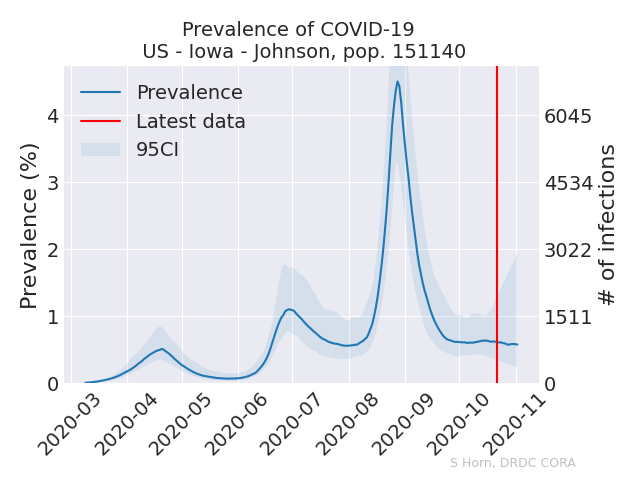 Prevalence of COVID-19
US - Iowa - Johnson, pop. 151140
Prevalence
Latest data
95CI
Prevalence (%)
4
3
2
1
0
6045
4534
3022
1511
0
# of infections
2020-03
2020-04
2020-05
2020-06
2020-07
2020-08
2020-09
2020-10
2020-11
S Horn, DRDC CORA